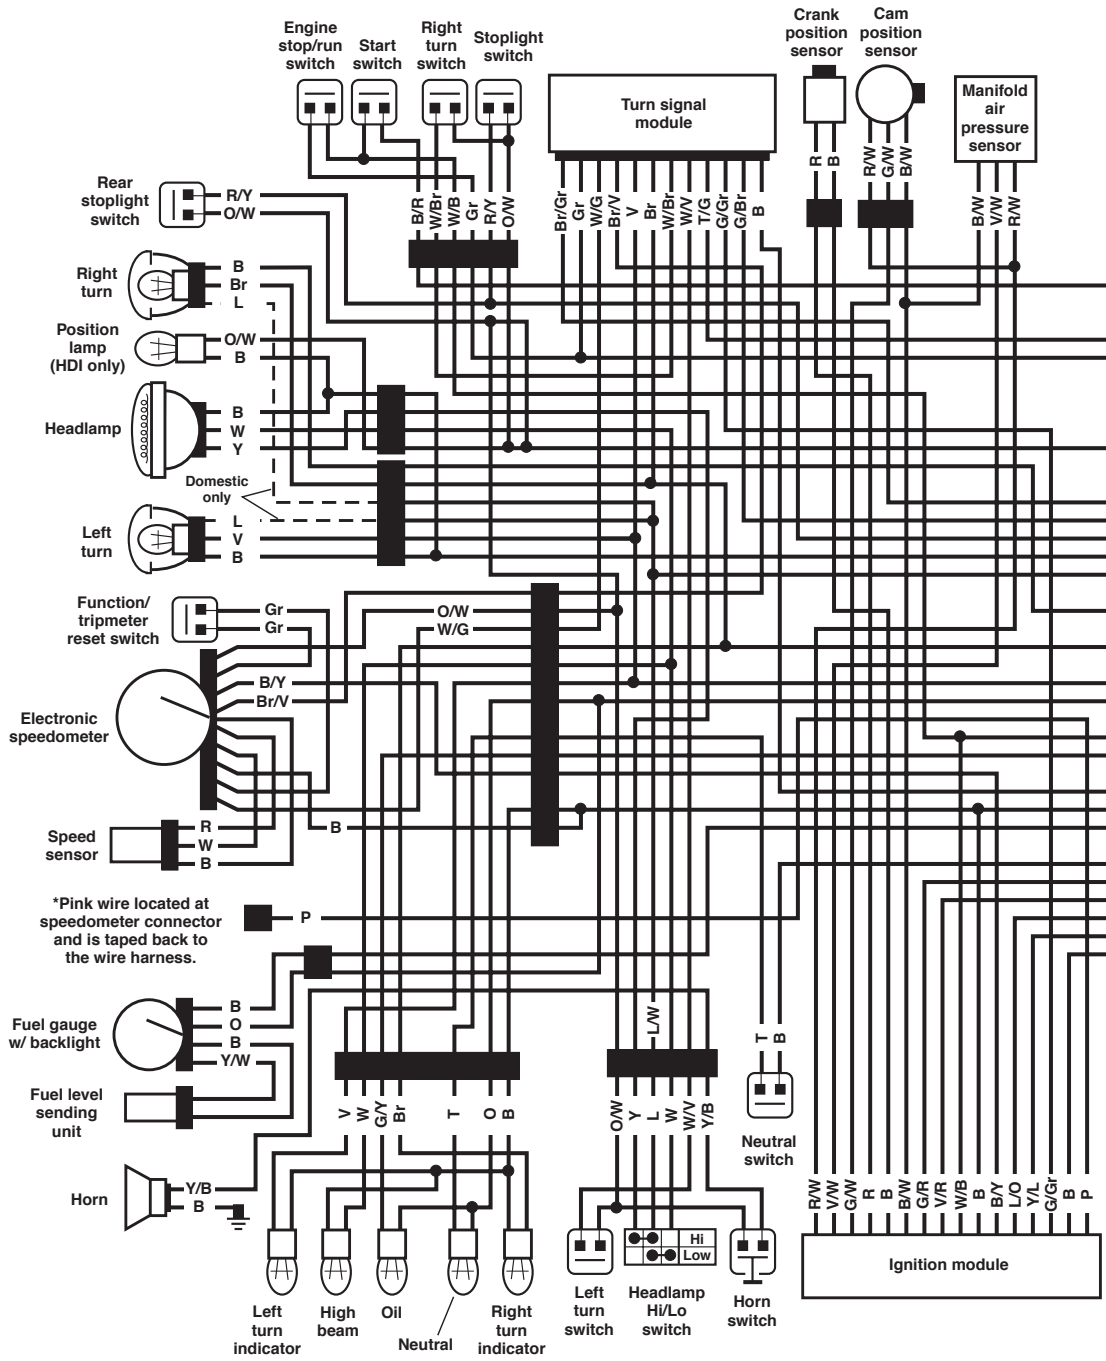 Engine
stop/run
switch
Start
switch
Right
turn
switch
Stoplight
switch
Turn signal
module
Crank
position
sensor
Cam
position
sensor
Manifold
air
pressure
sensor
R
B
R/W
G/W
B/W
B/W
V/W
R/W
B/R
W/Br
W/B
Gr
R/Y
O/W
Br/Gr
Gr
W/G
Br/V
V
Br
W/Br
W/V
T/G
G/Gr
G/Br
B
Rear
stoplight
switch
R/Y
O/W
Right
turn
B
Br
L
Position
lamp
(HDI only)
O/W
B
Headlamp
B
W
Y
Domestic
only
Left
turn
L
V
B
Function/
tripmeter
reset switch
Gr
Gr
O/W
W/G
Electronic
speedometer
B/Y
Br/V
Speed
sensor
R
W
B
B
*Pink wire located at
speedometer connector
and is taped back to
the wire harness.
P
Fuel gauge
w/ backlight
B
O
B
Y/W
Fuel level
sending
unit
Horn
Y/B
B
V
W
G/Y
Br
T
O
B
L/W
O/W
Y
L
W
W/V
Y/B
T
B
Neutral
switch
R/W
V/W
G/W
R
B
B/W
G/R
V/R
W/B
B
B/Y
L/O
Y/L
G/Gr
B
P
Ignition module
Hi
Low
Left
turn
indicator
High
beam
Oil
Neutral
Right
turn
indicator
Left
turn
switch
Headlamp
Hi/Lo
switch
Horn
switch